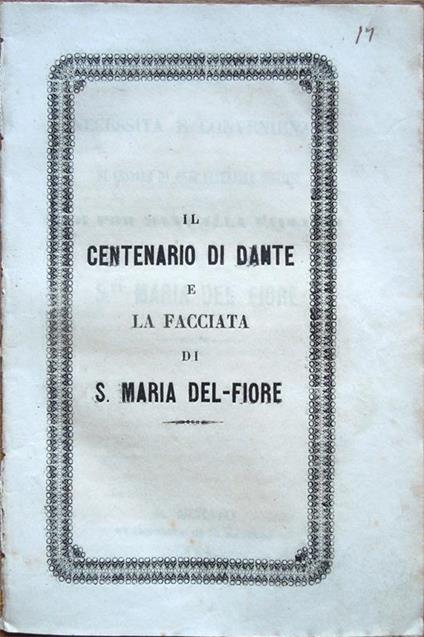 17
IL
CENTENARIO DI DANTE
E
LA FACCIATA
DI
S. MARIA DEL-FIORE